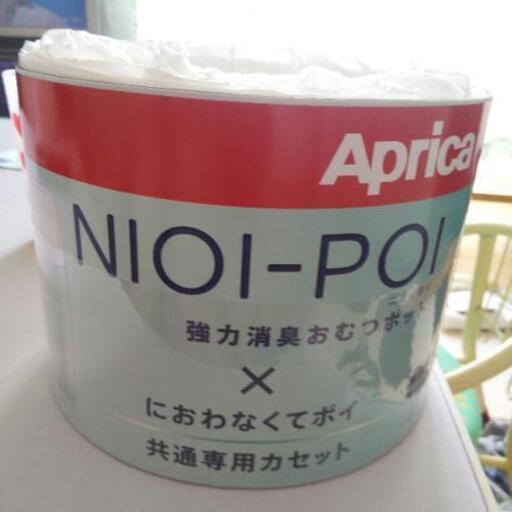 Aprica
NIOI-POI
強力消臭おむつポット
×
におわなくてポイ
共通専用カセット